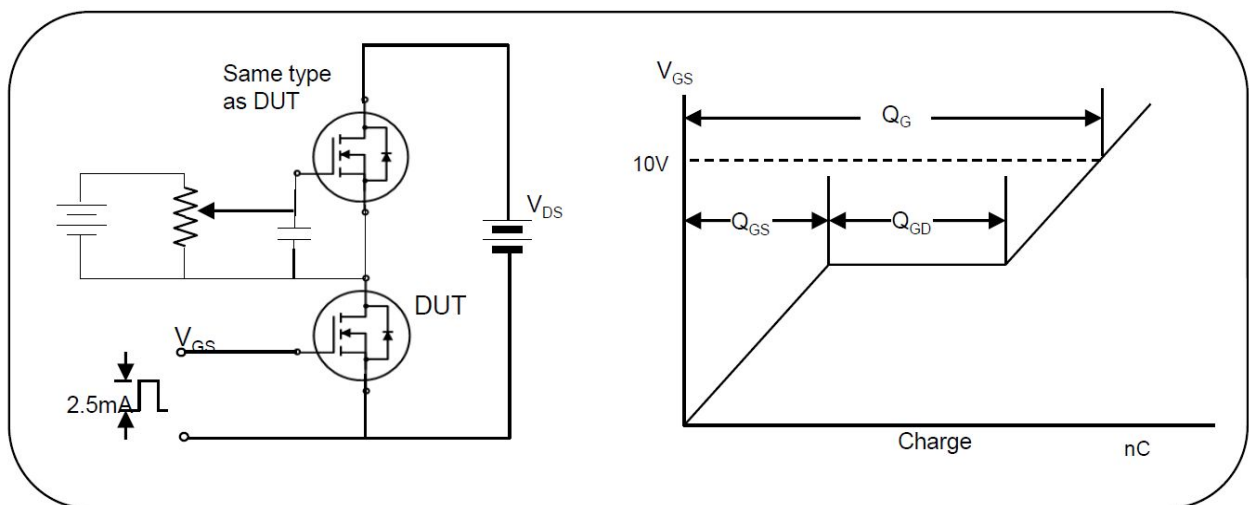 Same type
as DUT
V_DS
DUT
V_GS
2.5mA
V_GS
Q_G
10V
Q_GS
Q_GD
Charge
nC